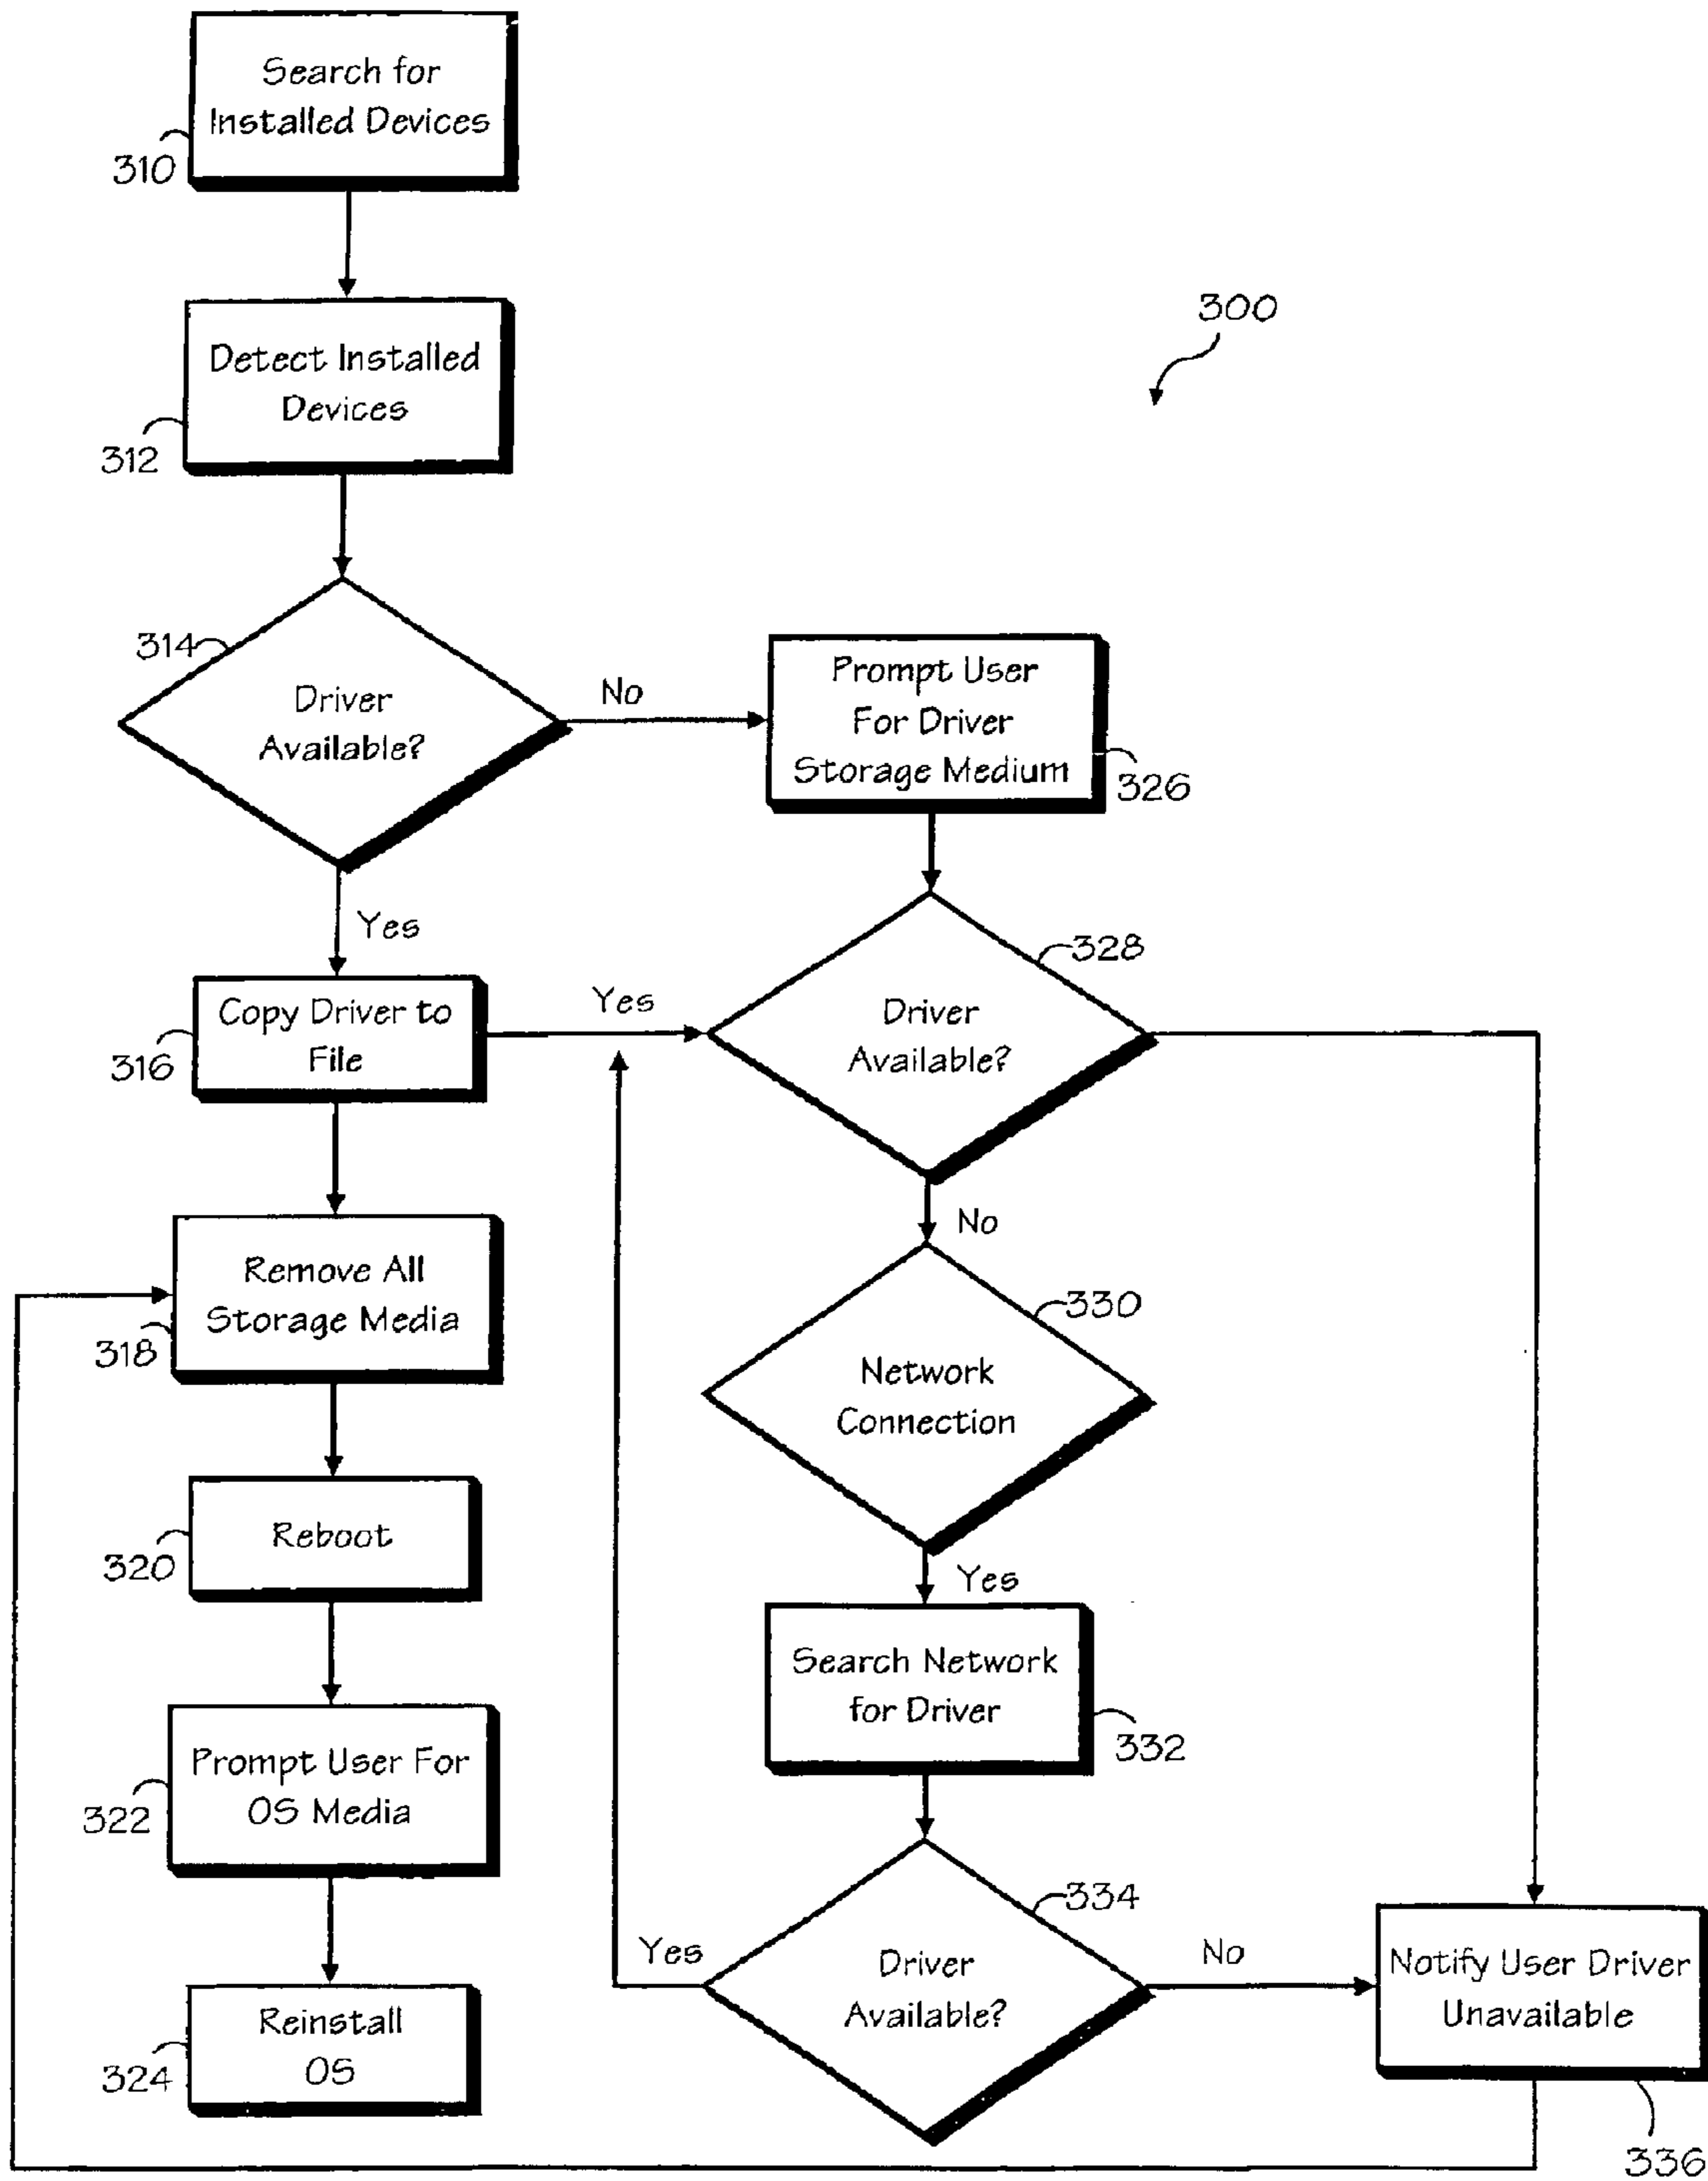 Search for
Installed Devices
310
300
Detect Installed
Devices
312
314
Driver
Available?
No
Prompt User
For Driver
Storage Medium
326
Yes
328
Copy Driver to
File
316
Yes
Driver
Available?
No
Remove All
Storage Media
318
330
Network
Connection
Reboot
320
Yes
Search Network
for Driver
332
Prompt User For
OS Media
322
334
Yes
Driver
Available?
No
Notify User Driver
Unavailable
336
Reinstall
OS
324